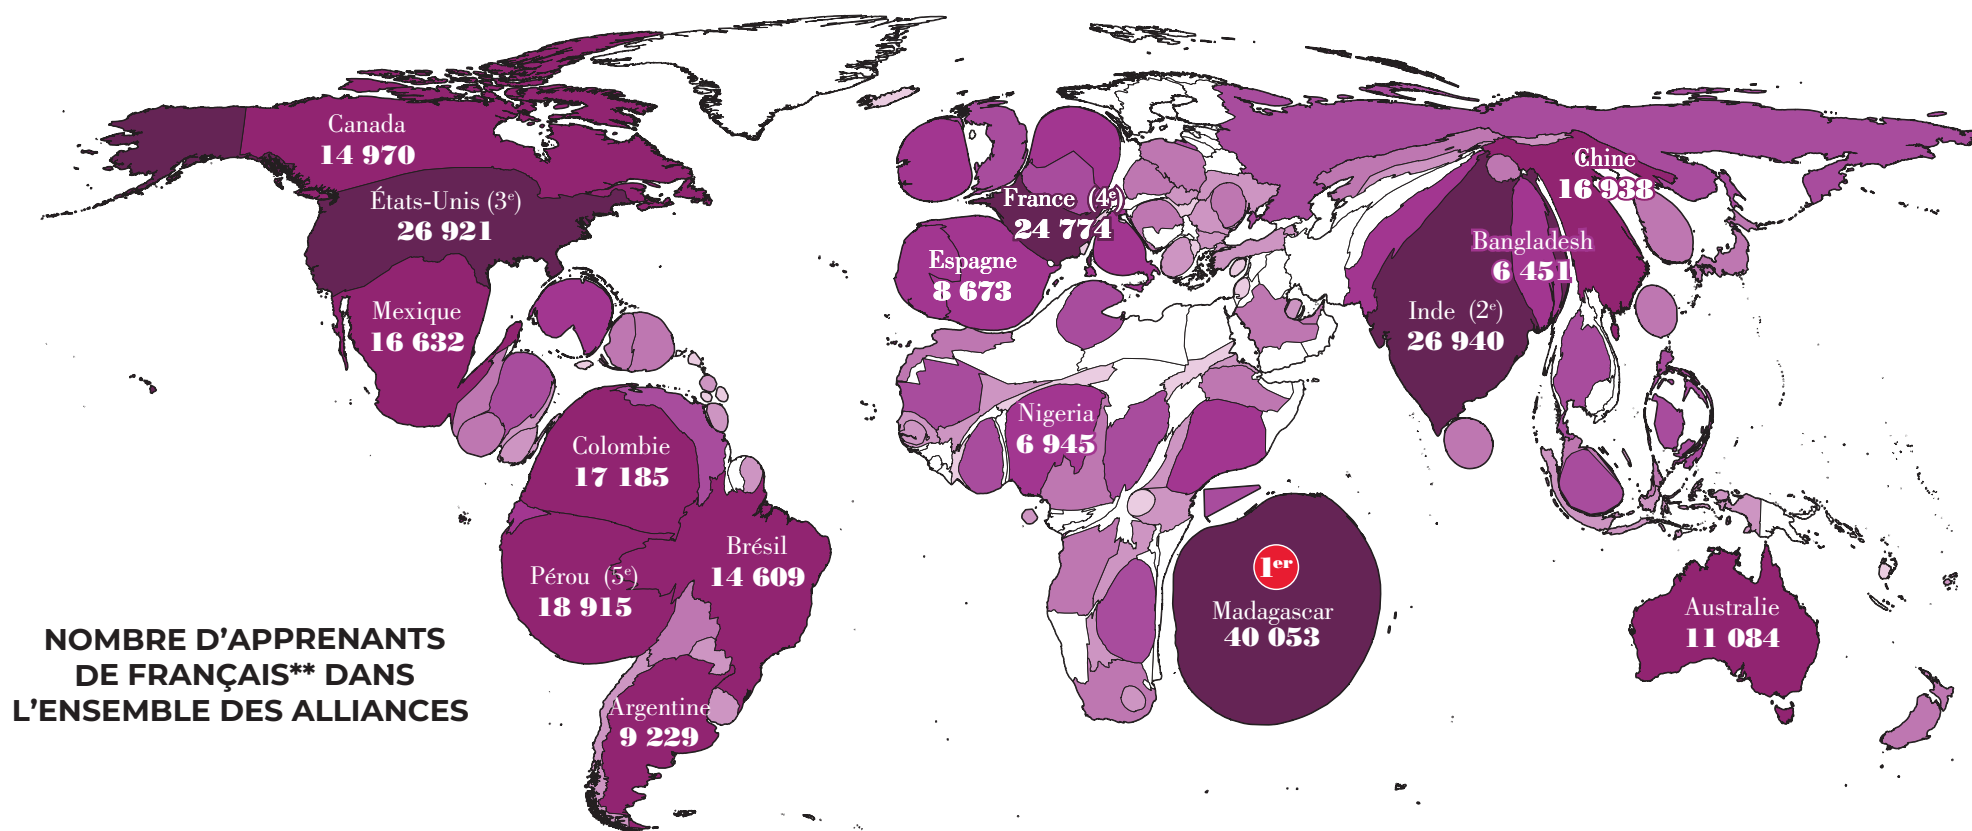 Canada
14 970
États-Unis (3e)
26 921
Mexique
16 632
Colombie
17 185
Pérou (5e)
18 915
Brésil
14 609
Argentine
9 229
France (4e)
24 774
Espagne
8 673
Nigeria
6 945
1er
Madagascar
40 053
Chine
16 938
Bangladesh
6 451
Inde (2e)
26 940
Australie
11 084
NOMBRE D’APPRENANTS
DE FRANÇAIS** DANS
L’ENSEMBLE DES ALLIANCES